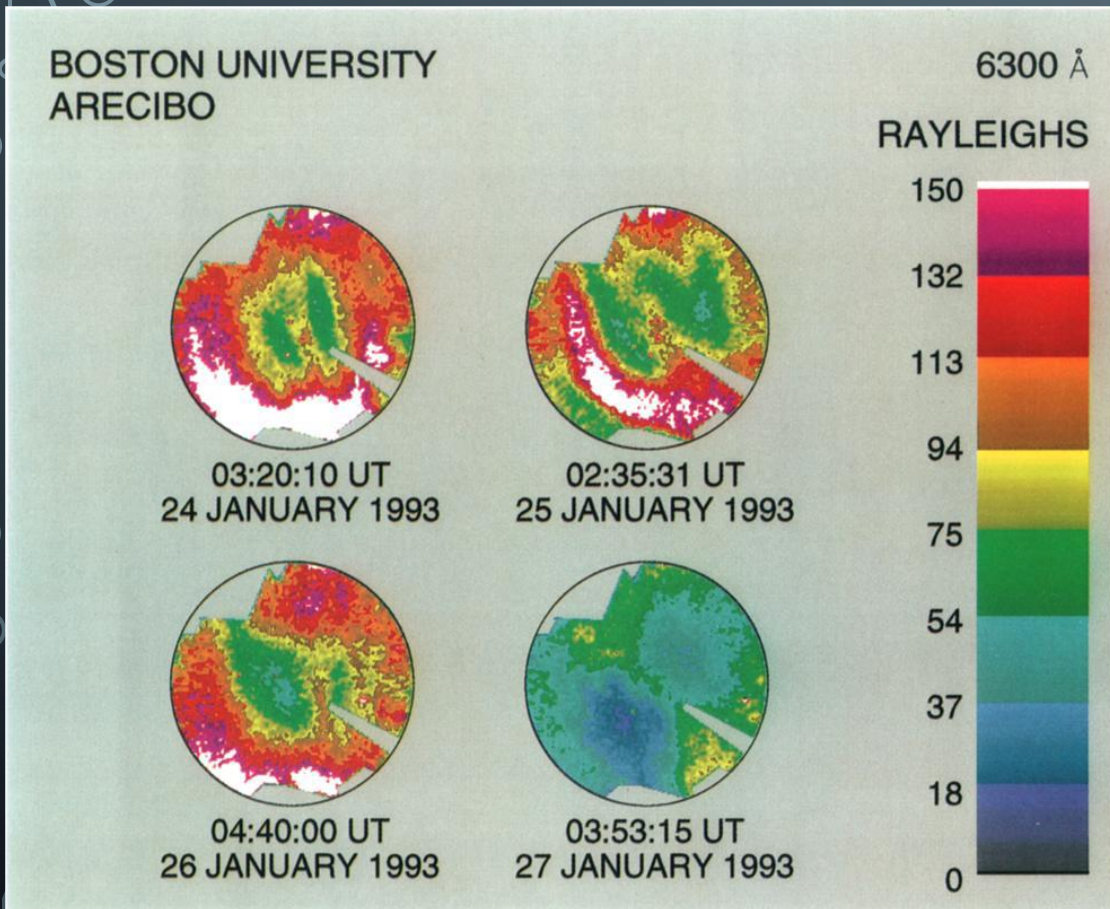 BOSTON UNIVERSITY
ARECIBO
6300 Å
RAYLEIGHS
150
132
113
94
75
54
37
18
0
03:20:10 UT
24 JANUARY 1993
02:35:31 UT
25 JANUARY 1993
04:40:00 UT
26 JANUARY 1993
03:53:15 UT
27 JANUARY 1993